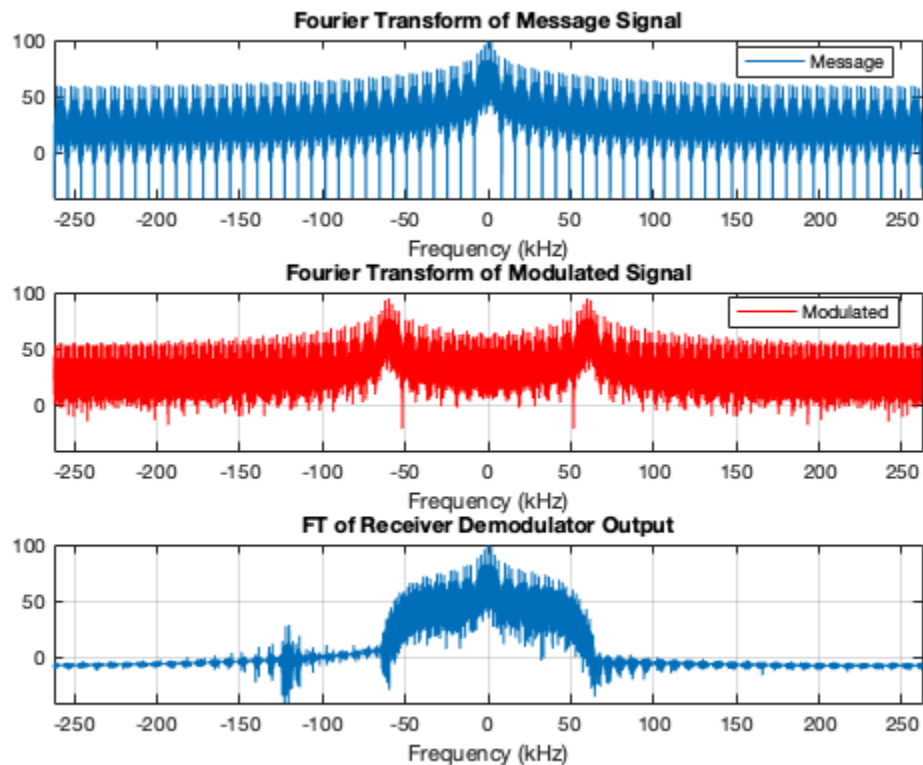 Fourier Transform of Message Signal
100
50
0
Message
-250 -200 -150 -100 -50 0 50 100 150 200 250
Frequency (kHz)
Fourier Transform of Modulated Signal
100
50
0
Modulated
-250 -200 -150 -100 -50 0 50 100 150 200 250
Frequency (kHz)
FT of Receiver Demodulator Output
100
50
0
-250 -200 -150 -100 -50 0 50 100 150 200 250
Frequency (kHz)